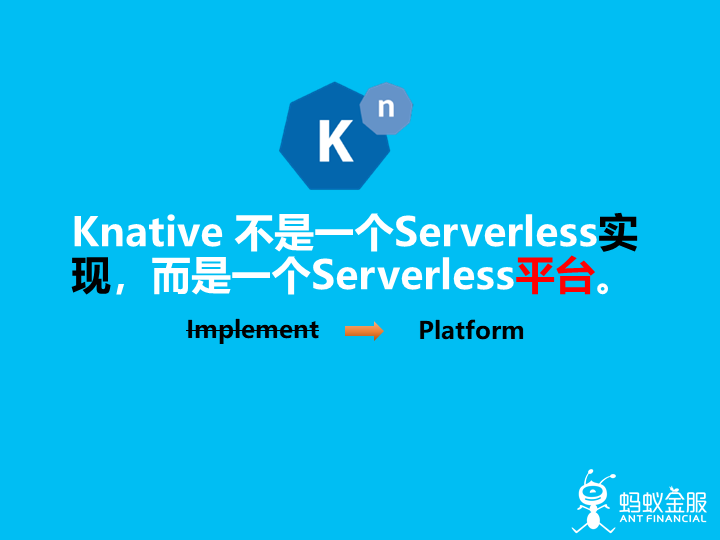 K
n
Knative 不是一个Serverless实
现，而是一个Serverless平台。
Implement
Platform
蚂蚁金服
ANT FINANCIAL